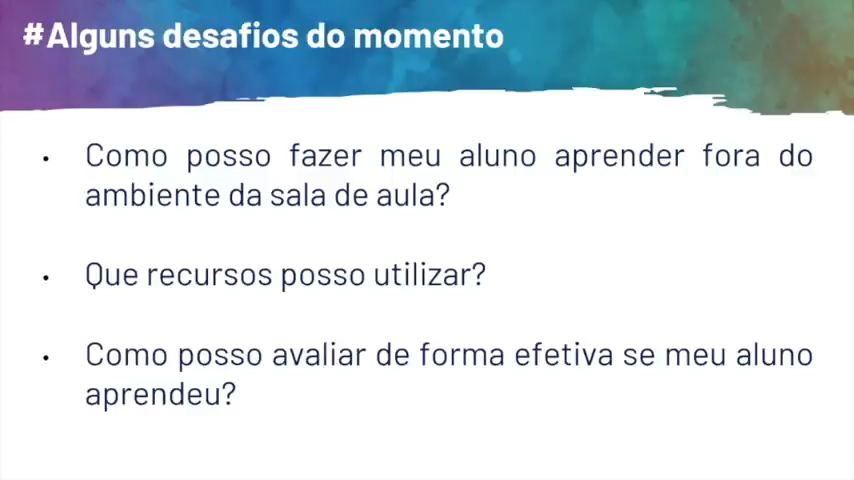 #Alguns desafios do momento
• Como posso fazer meu aluno aprender fora do
ambiente da sala de aula?
• Que recursos posso utilizar?
• Como posso avaliar de forma efetiva se meu aluno
aprendeu?